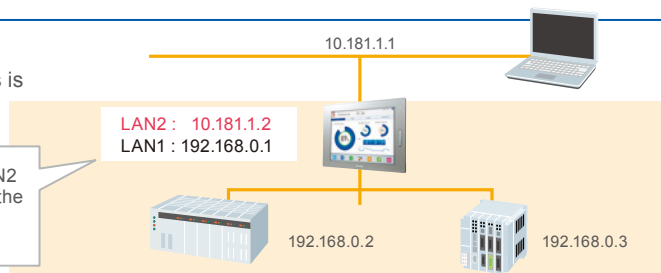 10.181.1.1
is
LAN2 : 10.181.1.2
LAN1 : 192.168.0.1
N2
the
192.168.0.2
192.168.0.3